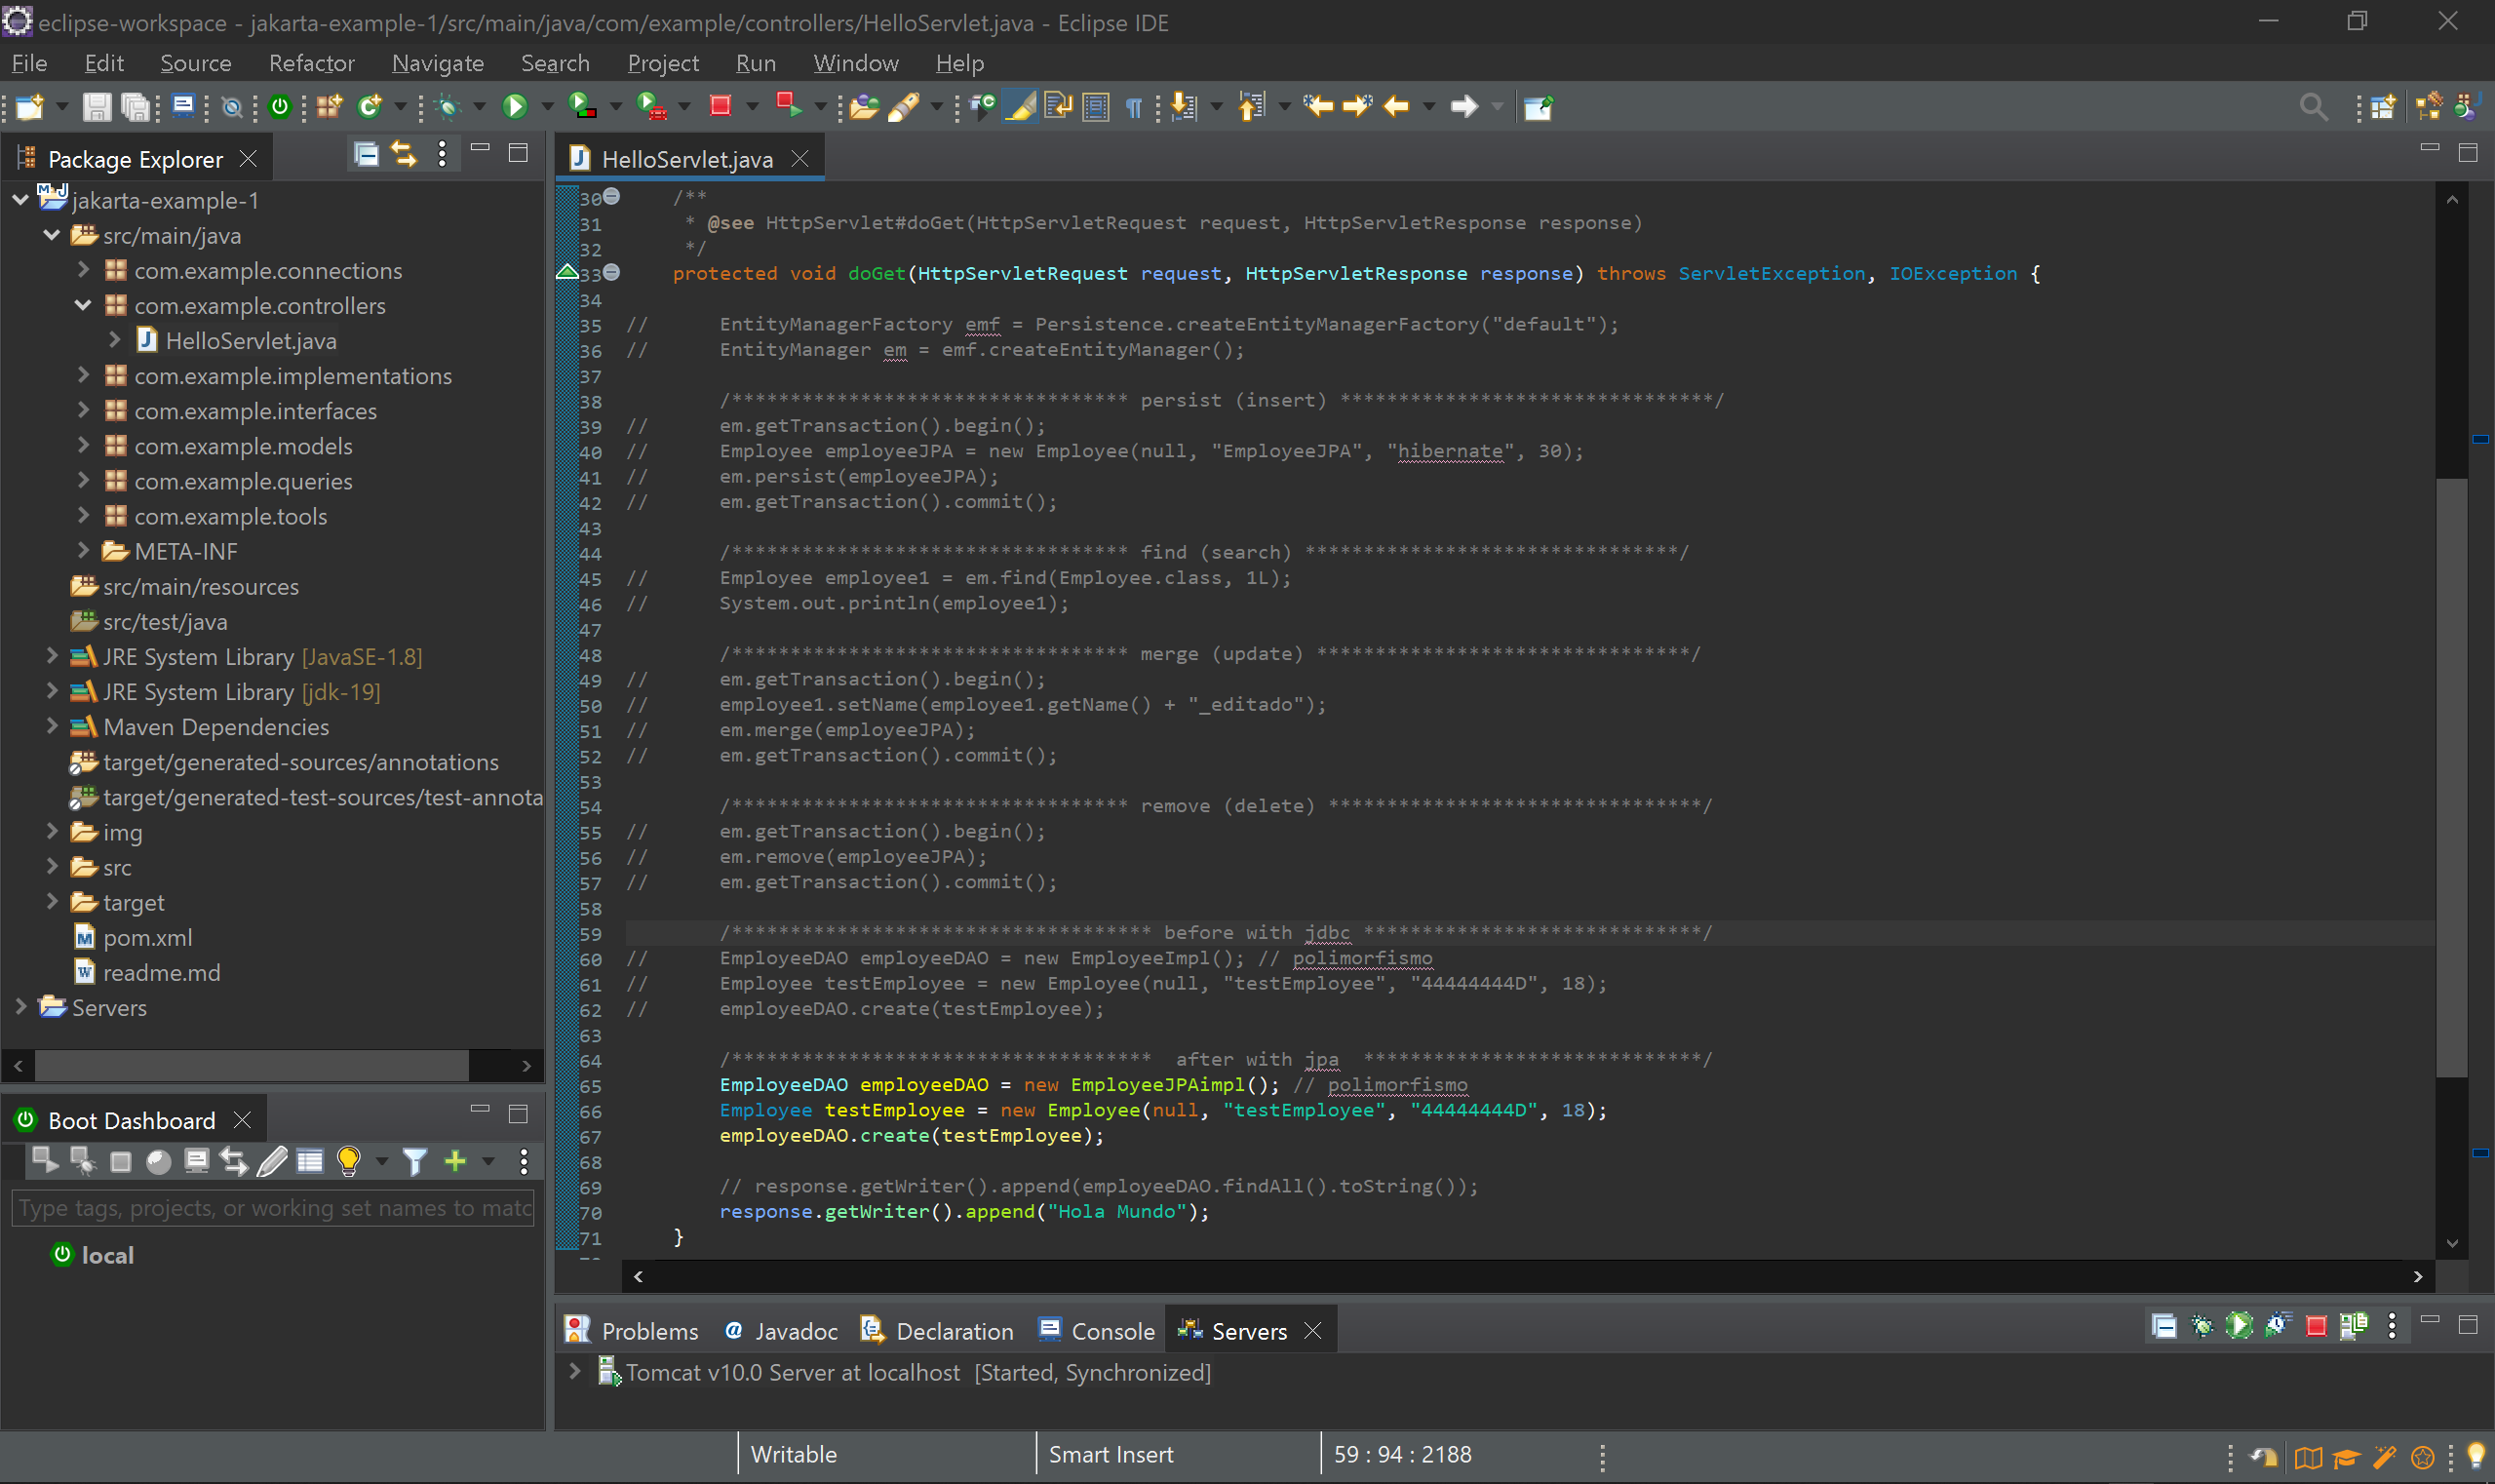 eclipse-workspace - jakarta-example-1/src/main/java/com/example/controllers/HelloServlet.java - Eclipse IDE
File Edit Source Refactor Navigate Search Project Run Window Help
Package Explorer
jakarta-example-1
src/main/java
com.example.connections
com.example.controllers
HelloServlet.java
com.example.implementations
com.example.interfaces
com.example.models
com.example.queries
com.example.tools
META-INF
src/main/resources
src/test/java
JRE System Library [JavaSE-1.8]
JRE System Library [jdk-19]
Maven Dependencies
target/generated-sources/annotations
target/generated-test-sources/test-annota
img
src
target
pom.xml
readme.md
Servers
Boot Dashboard
Type tags, projects, or working set names to matc
local
HelloServlet.java
30 /**
31 * @see HttpServlet#doGet(HttpServletRequest request, HttpServletResponse response)
32 */
33 protected void doGet(HttpServletRequest request, HttpServletResponse response) throws ServletException, IOException {
34
35 // EntityManagerFactory emf = Persistence.createEntityManagerFactory("default");
36 // EntityManager em = emf.createEntityManager();
37
38 /********************************** persist (insert) ********************************/
39 // em.getTransaction().begin();
40 // Employee employeeJPA = new Employee(null, "EmployeeJPA", "hibernate", 30);
41 // em.persist(employeeJPA);
42 // em.getTransaction().commit();
43
44 /********************************** find (search) ********************************/
45 // Employee employee1 = em.find(Employee.class, 1L);
46 // System.out.println(employee1);
47
48 /********************************** merge (update) ********************************/
49 // em.getTransaction().begin();
50 // employee1.setName(employee1.getName() + "_editado");
51 // em.merge(employeeJPA);
52 // em.getTransaction().commit();
53
54 /********************************** remove (delete) ********************************/
55 // em.getTransaction().begin();
56 // em.remove(employeeJPA);
57 // em.getTransaction().commit();
58
59 /************************************ before with jdbc *****************************/
60 // EmployeeDAO employeeDAO = new EmployeeImpl(); // polimorfismo
61 // Employee testEmployee = new Employee(null, "testEmployee", "44444444D", 18);
62 // employeeDAO.create(testEmployee);
63
64 /************************************ after with jpa *****************************/
65 EmployeeDAO employeeDAO = new EmployeeJPAimpl(); // polimorfismo
66 Employee testEmployee = new Employee(null, "testEmployee", "44444444D", 18);
67 employeeDAO.create(testEmployee);
68
69 // response.getWriter().append(employeeDAO.findAll().toString());
70 response.getWriter().append("Hola Mundo");
71 }
Problems Javadoc Declaration Console Servers
Tomcat v10.0 Server at localhost [Started, Synchronized]
Writable Smart Insert 59 : 94 : 2188